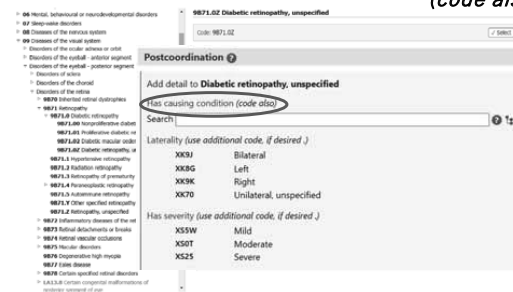 (code als
06 Mental, behavioural or neurodevelopmental disorders
07 Sleep-wake disorders
08 Diseases of the nervous system
09 Diseases of the visual system
Disorders of the ocular adnexa or orbit
Disorders of the eyeball - anterior segment
Disorders of the eyeball - posterior segment
Disorders of sclera
Disorders of the choroid
Disorders of the retina
9B70 Inherited retinal dystrophies
9B71 Retinopathy
9B71.0 Diabetic retinopathy
9B71.00 Nonproliferative diabet
9B71.01 Proliferative diabetic re
9B71.02 Diabetic macular oeder
9B71.0Z Diabetic retinopathy, u
9B71.1 Hypertensive retinopathy
9B71.2 Radiation retinopathy
9B71.3 Retinopathy of prematurity
9B71.4 Paraneoplastic retinopathy
9B71.5 Autoimmune retinopathy
9B71.Y Other specified retinopathy
9B71.Z Retinopathy, unspecified
9B72 Inflammatory diseases of the ret
9B73 Retinal detachments or breaks
9B74 Retinal vascular occlusions
9B75 Macular disorders
9B76 Degenerative high myopia
9B77 Eales disease
9B78 Certain specified retinal disorders
LA13.8 Certain congenital malformations of
posterior segment of eye
9B71.0Z Diabetic retinopathy, unspecified
Code: 9B71.0Z
Select
Postcoordination ?
Add detail to Diabetic retinopathy, unspecified
Has causing condition (code also)
Search
Laterality (use additional code, if desired .)
XK9J Bilateral
XK8G Left
XK9K Right
XK70 Unilateral, unspecified
Has severity (use additional code, if desired .)
XS5W Mild
XS0T Moderate
XS25 Severe